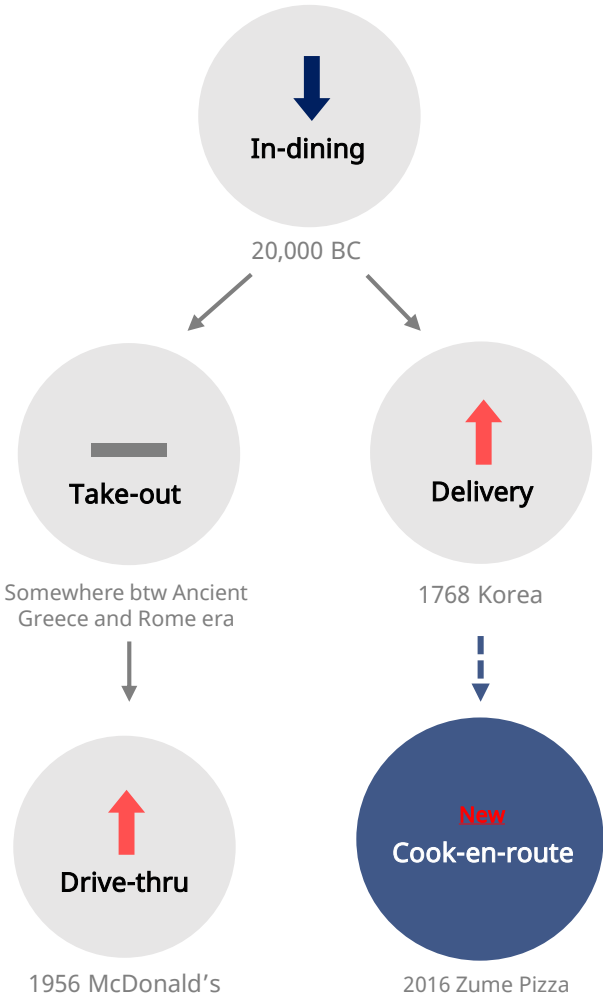 In-dining
20,000 BC
Take-out
Delivery
Somewhere btw Ancient
Greece and Rome era
1768 Korea
Drive-thru
New
Cook-en-route
1956 McDonald’s
2016 Zume Pizza